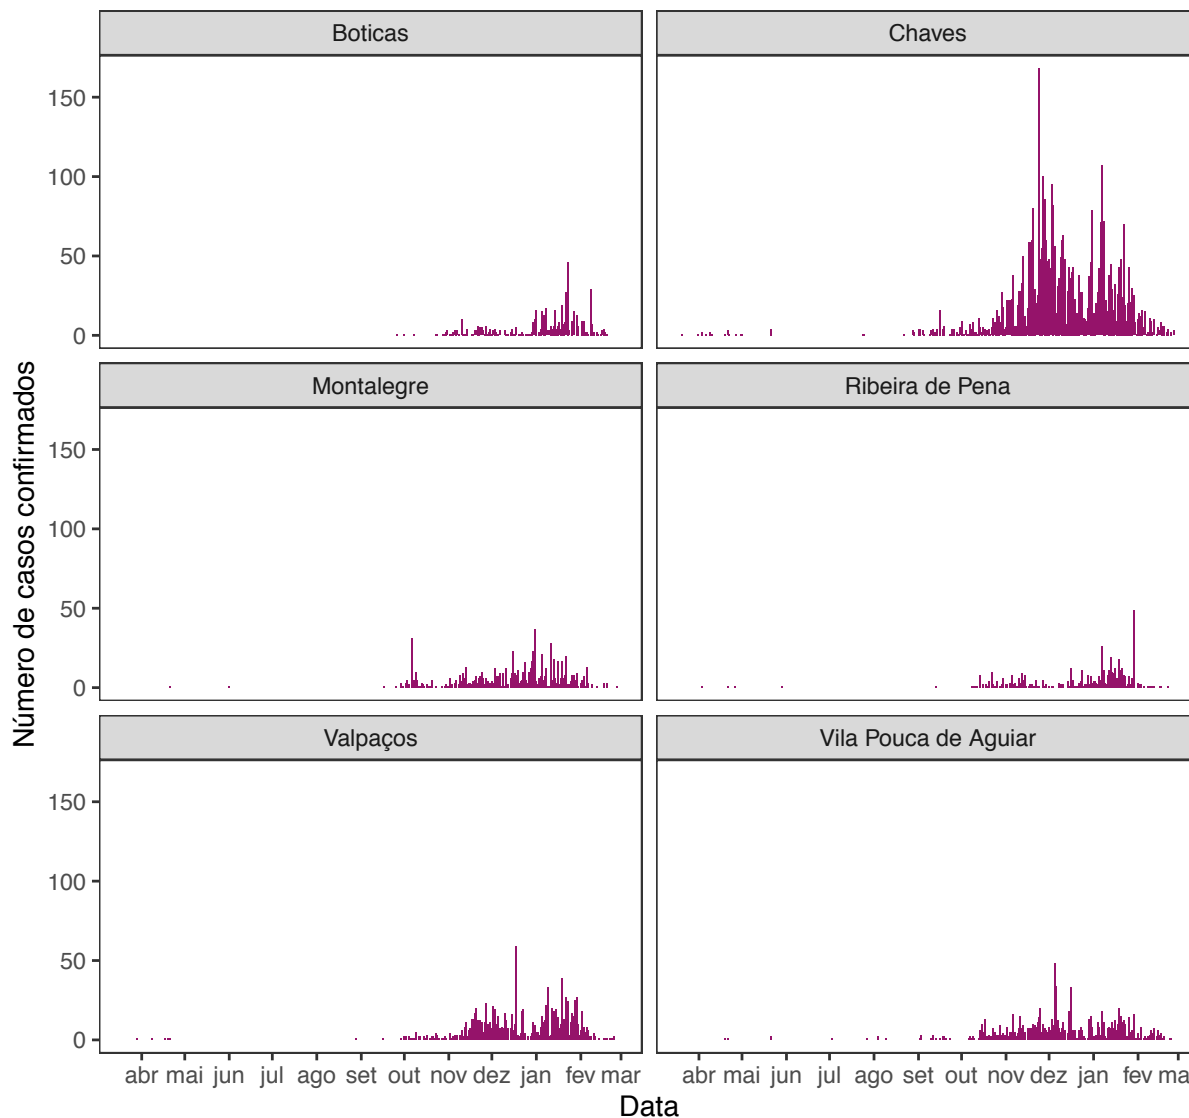 Boticas
Chaves
150
100
50
0
Montalegre
Ribeira de Pena
150
100
50
0
Valpaços
Vila Pouca de Aguiar
150
100
50
0
abr mai jun jul ago set out nov dez jan fev mar
abr mai jun jul ago set out nov dez jan fev ma
Data
Número de casos confirmados